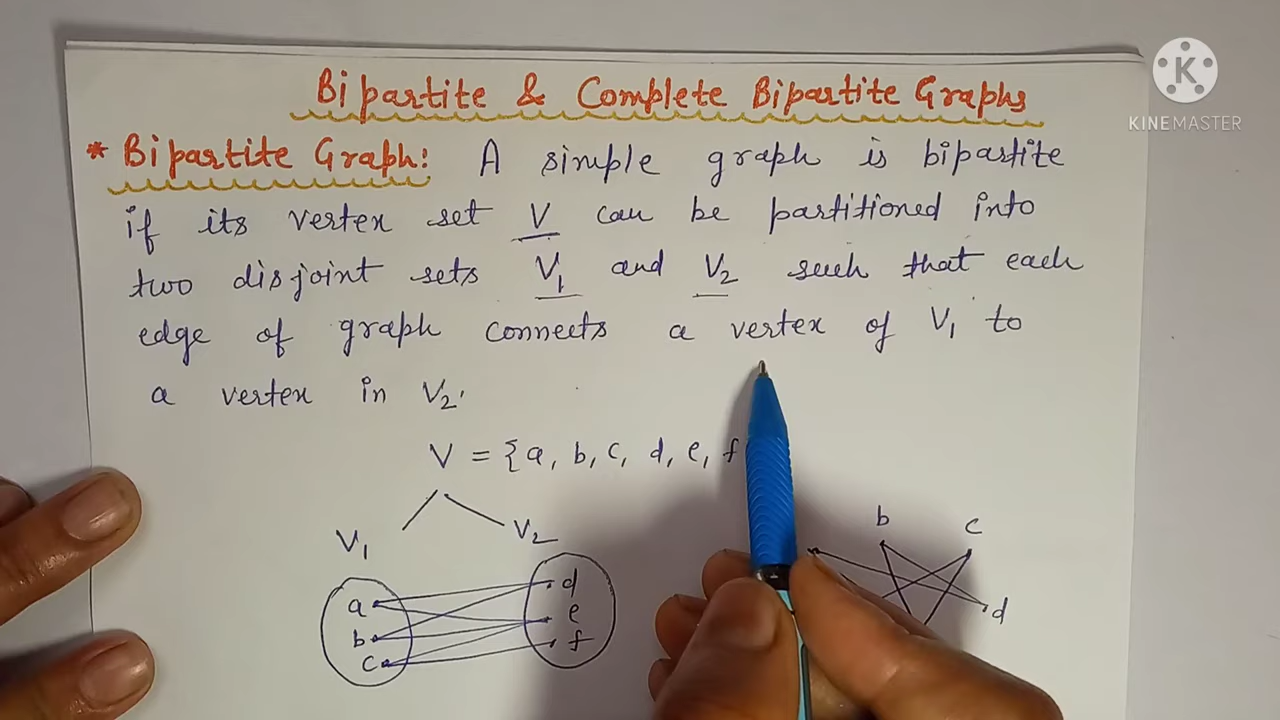 Bipartite & Complete Bipartite Graphs
KINEMASTER
* Bipartite Graph: A simple graph is bipartite
if its vertex set V can be partitioned into
two disjoint sets V₁ and V₂ such that each
edge of graph connects a vertex of V₁ to
a vertex in V₂.
V = {a, b, c, d, e, f
V₁ V₂
b c
a d
b e
c f
d